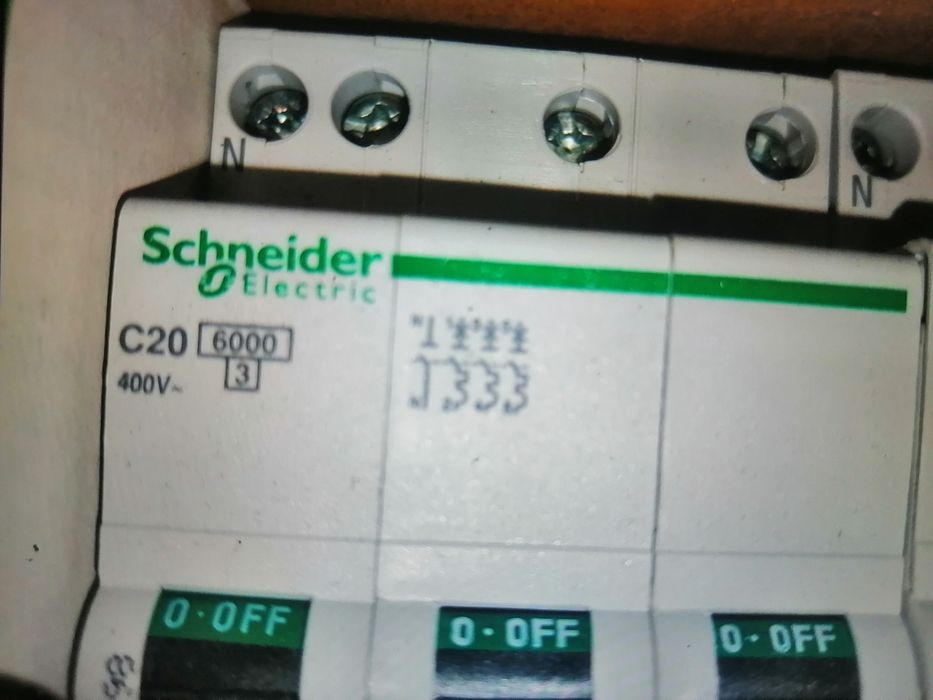 N
N
Schneider
Electric
C20 6000
3
400V~
0·OFF
0·OFF
0·OFF